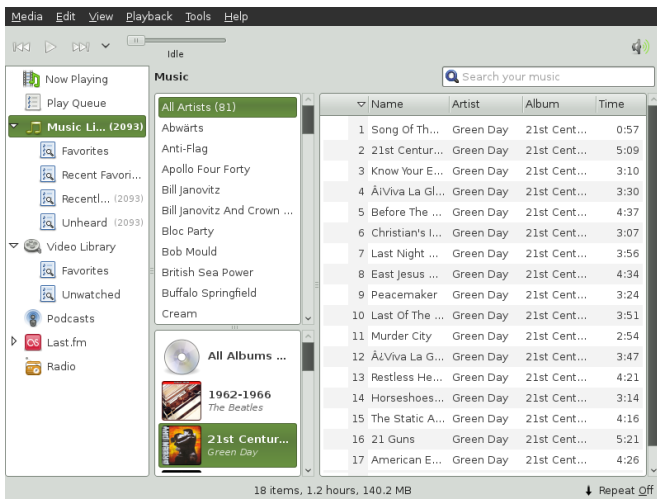 Media Edit View Playback Tools Help
Idle
Now Playing
Play Queue
Music Li... (2093)
Favorites
Recent Favori...
Recentl... (2093)
Unheard (2093)
Video Library
Favorites
Unwatched
Podcasts
Last.fm
Radio
Music
Search your music
All Artists (81)
Abwärts
Anti-Flag
Apollo Four Forty
Bill Janovitz
Bill Janovitz And Crown ...
Bloc Party
Bob Mould
British Sea Power
Buffalo Springfield
Cream
All Albums ...
1962-1966
The Beatles
21st Centur...
Green Day
Name Artist Album Time
1 Song Of Th... Green Day 21st Cent... 0:57
2 21st Centur... Green Day 21st Cent... 5:09
3 Know Your E... Green Day 21st Cent... 3:10
4 Â¡Viva La Gl... Green Day 21st Cent... 3:30
5 Before The ... Green Day 21st Cent... 4:37
6 Christian's I... Green Day 21st Cent... 3:07
7 Last Night ... Green Day 21st Cent... 3:56
8 East Jesus ... Green Day 21st Cent... 4:34
9 Peacemaker Green Day 21st Cent... 3:24
10 Last Of The ... Green Day 21st Cent... 3:51
11 Murder City Green Day 21st Cent... 2:54
12 Â¿Viva La G... Green Day 21st Cent... 3:47
13 Restless He... Green Day 21st Cent... 4:21
14 Horseshoes... Green Day 21st Cent... 3:14
15 The Static A... Green Day 21st Cent... 4:16
16 21 Guns Green Day 21st Cent... 5:21
17 American E... Green Day 21st Cent... 4:26
18 items, 1.2 hours, 140.2 MB
Repeat Off